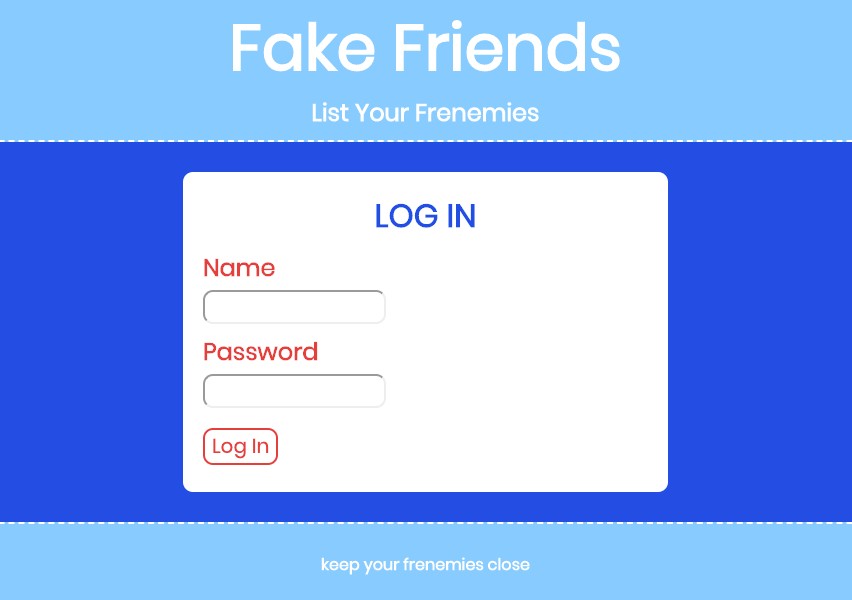 Fake Friends
List Your Frenemies
LOG IN
Name
Password
Log In
keep your frenemies close